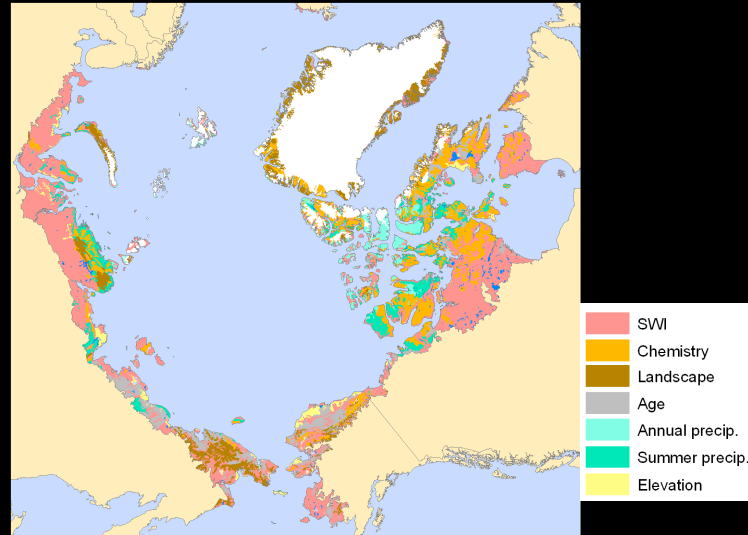 SWI
Chemistry
Landscape
Age
Annual precip.
Summer precip.
Elevation